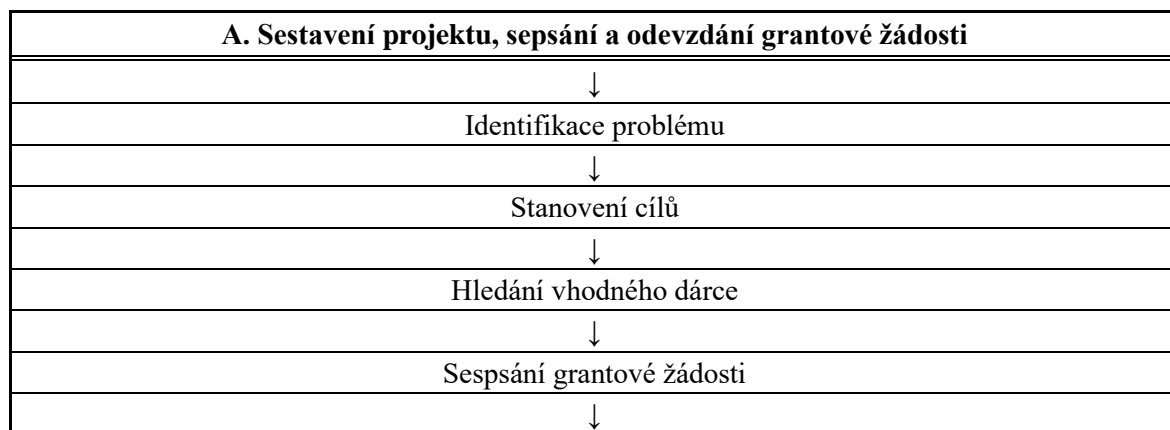 A. Sestavení projektu, sepsání a odevzdání grantové žádosti
↓
Identifikace problému
↓
Stanovení cílů
↓
Hledání vhodného dárce
↓
Sespsání grantové žádosti
↓